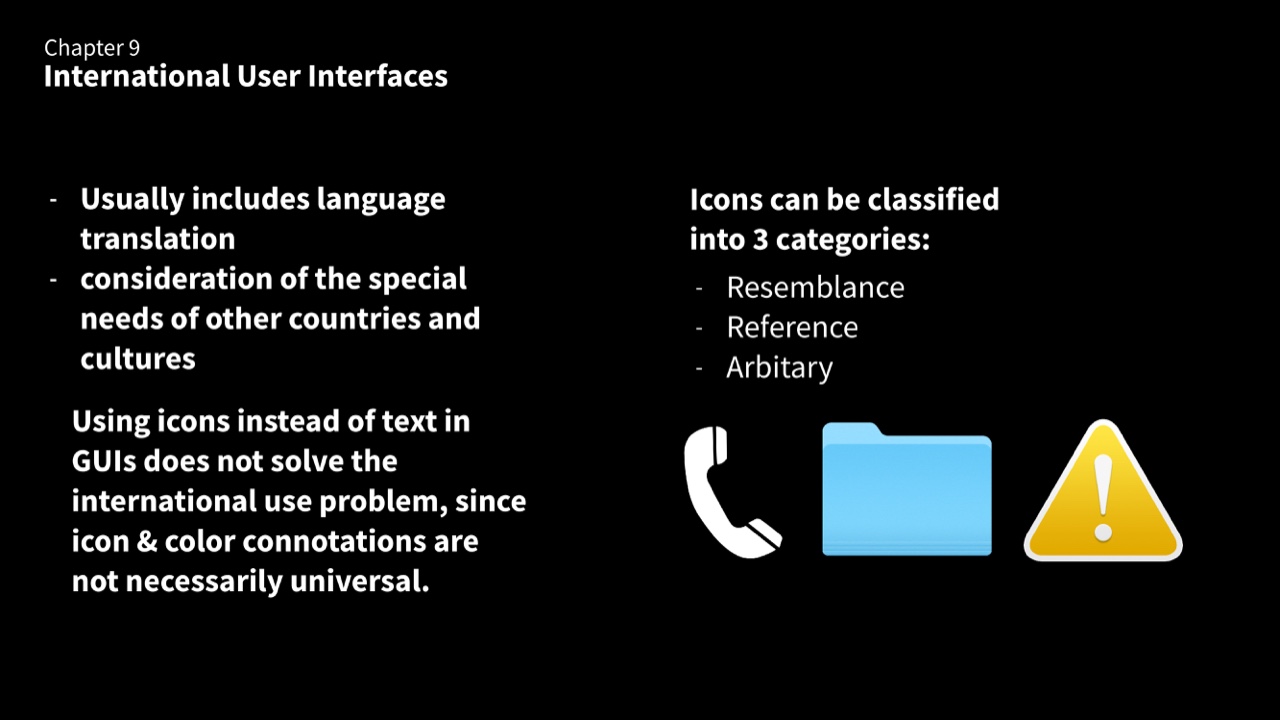 Chapter 9
International User Interfaces
- Usually includes language
translation
- consideration of the special
needs of other countries and
cultures
Using icons instead of text in
GUIs does not solve the
international use problem, since
icon & color connotations are
not necessarily universal.
Icons can be classified
into 3 categories:
- Resemblance
- Reference
- Arbitary
!